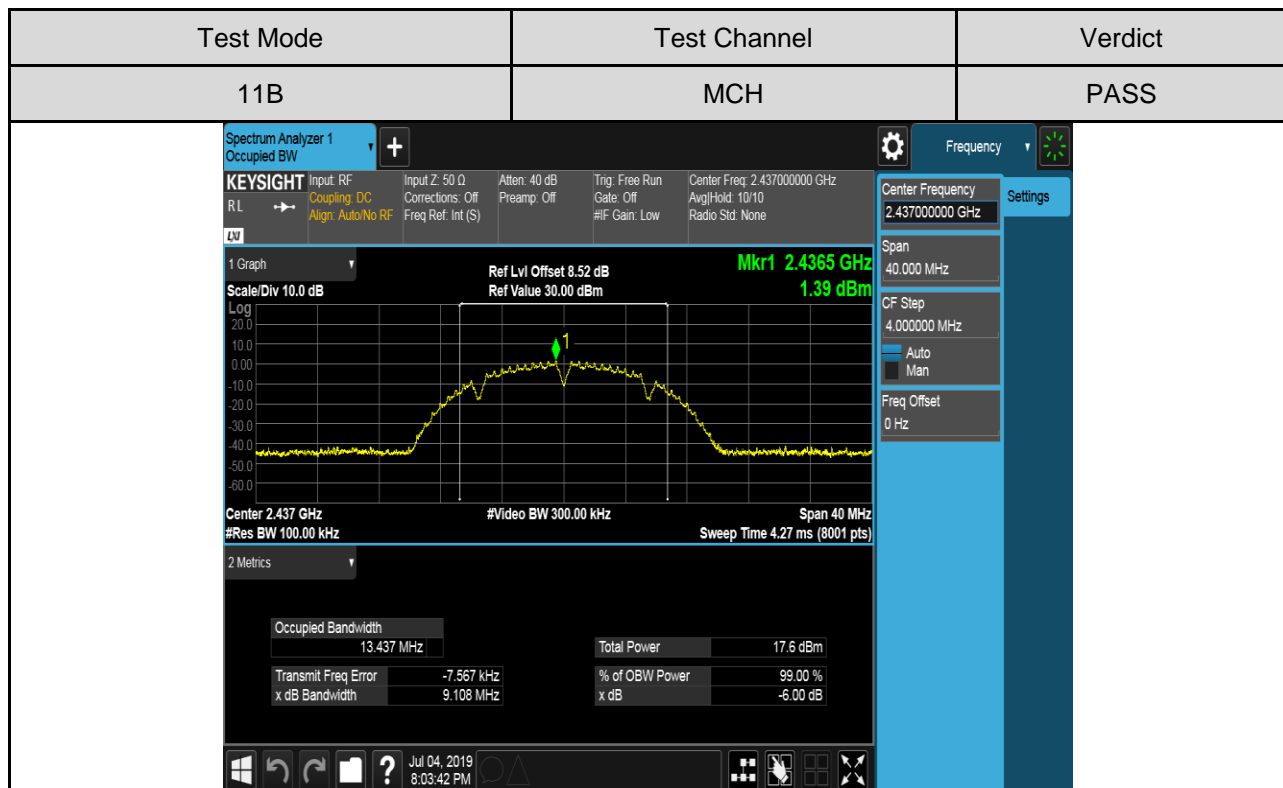 Test Mode Test Channel Verdict
11B MCH PASS
Spectrum Analyzer 1
Occupied BW
+
Frequency
KEYSIGHT Input: RF Input Z: 50 Ω Atten: 40 dB Trig: Free Run Center Freq: 2.437000000 GHz
Coupling: DC Corrections: Off Preamp: Off Gate: Off Avg|Hold: 10/10
RL Align: Auto/No RF Freq Ref: Int (S) #IF Gain: Low Radio Std: None
LXI
Center Frequency
2.437000000 GHz
Settings
Span
40.000 MHz
CF Step
4.000000 MHz
Auto
Man
Freq Offset
0 Hz
1 Graph Ref Lvl Offset 8.52 dB Mkr1 2.4365 GHz
Scale/Div 10.0 dB Ref Value 30.00 dBm 1.39 dBm
Log
20.0
10.0
1
0.00
-10.0
-20.0
-30.0
-40.0
-50.0
-60.0
Center 2.437 GHz #Video BW 300.00 kHz Span 40 MHz
#Res BW 100.00 kHz Sweep Time 4.27 ms (8001 pts)
2 Metrics
Occupied Bandwidth
13.437 MHz Total Power 17.6 dBm
Transmit Freq Error -7.567 kHz % of OBW Power 99.00 %
x dB Bandwidth 9.108 MHz x dB -6.00 dB
? Jul 04, 2019
8:03:42 PM